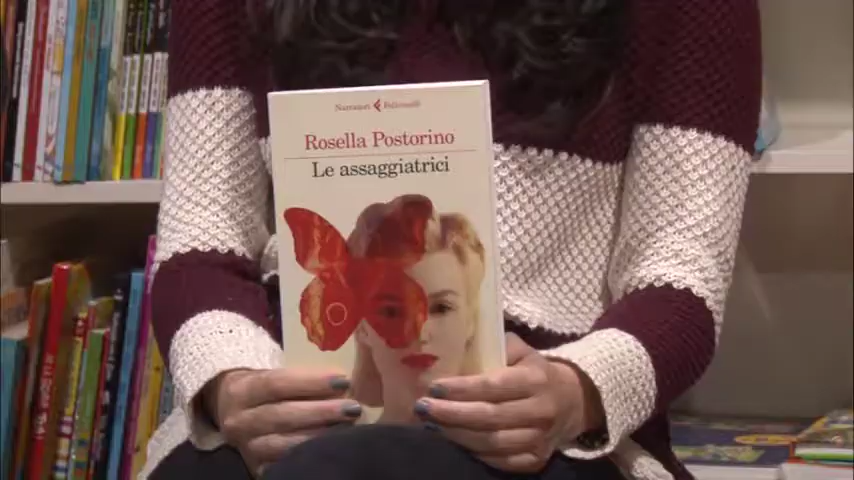 Narratori Feltrinelli
Rosella Postorino
Le assaggiatrici